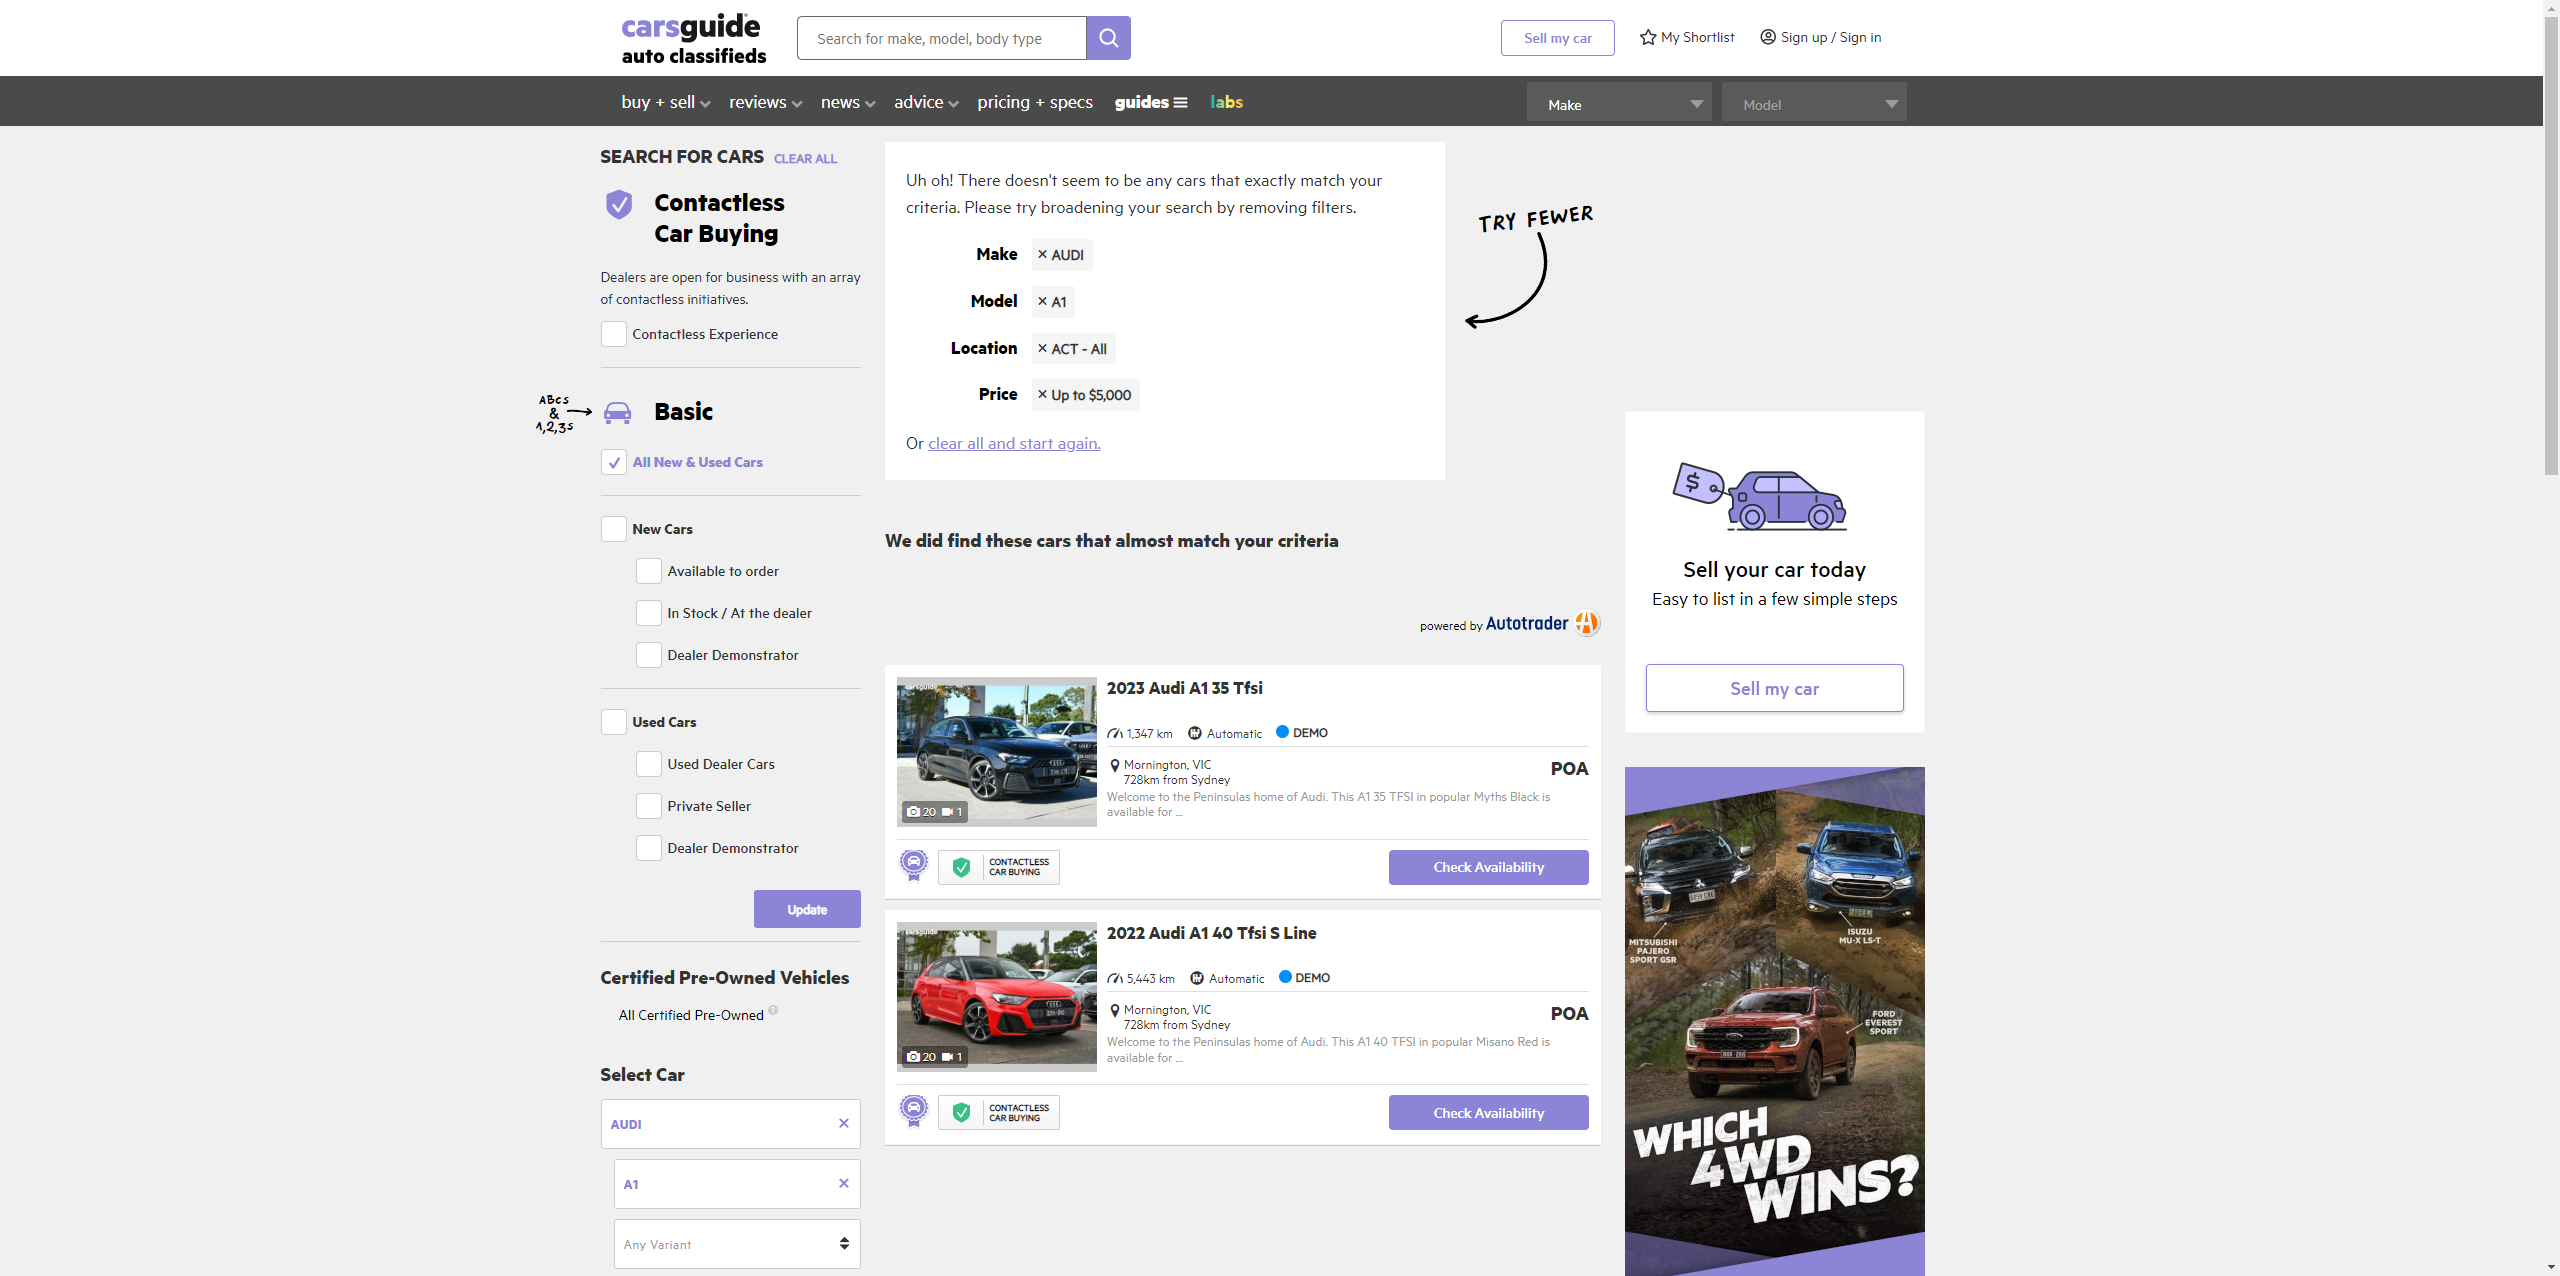 carsguide
auto classifieds
Search for make, model, body type
Sell my car
My Shortlist
Sign up / Sign in
buy + sell
reviews
news
advice
pricing + specs
guides
labs
Make
Model
SEARCH FOR CARS CLEAR ALL
Contactless
Car Buying
Dealers are open for business with an array
of contactless initiatives.
Contactless Experience
ABCs
&
1,2,3s
Basic
All New & Used Cars
New Cars
Available to order
In Stock / At the dealer
Dealer Demonstrator
Used Cars
Used Dealer Cars
Private Seller
Dealer Demonstrator
Update
Certified Pre-Owned Vehicles
All Certified Pre-Owned ?
Select Car
AUDI ×
A1 ×
Any Variant
Uh oh! There doesn't seem to be any cars that exactly match your
criteria. Please try broadening your search by removing filters.
Make × AUDI
Model × A1
Location × ACT - All
Price × Up to $5,000
Or clear all and start again.
TRY FEWER
We did find these cars that almost match your criteria
powered by Autotrader
carsguide
20 1
2023 Audi A1 35 Tfsi
1,347 km Automatic DEMO
Mornington, VIC
728km from Sydney
POA
Welcome to the Peninsulas home of Audi. This A1 35 TFSI in popular Myths Black is
available for ...
CONTACTLESS
CAR BUYING
Check Availability
carsguide
20 1
2022 Audi A1 40 Tfsi S Line
5,443 km Automatic DEMO
Mornington, VIC
728km from Sydney
POA
Welcome to the Peninsulas home of Audi. This A1 40 TFSI in popular Misano Red is
available for ...
CONTACTLESS
CAR BUYING
Check Availability
$
Sell your car today
Easy to list in a few simple steps
Sell my car
MITSUBISHI
PAJERO
SPORT GSR
ISUZU
MU-X LS-T
FORD
EVEREST
SPORT
WHICH
4WD
WINS?